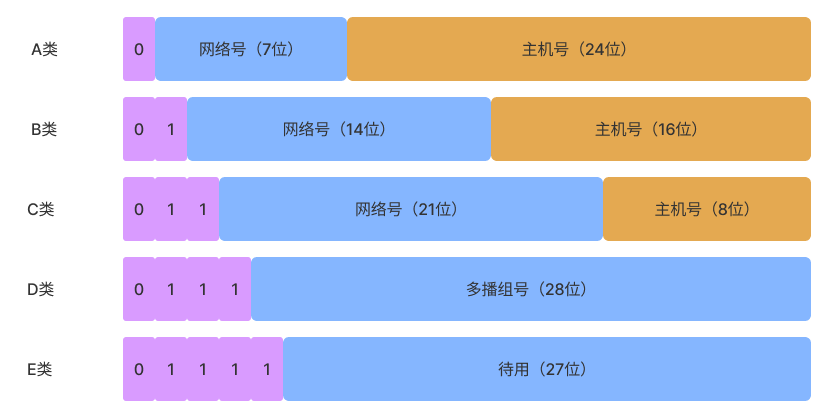 A类 0 网络号（7位） 主机号（24位）
B类 0 1 网络号（14位） 主机号（16位）
C类 0 1 1 网络号（21位） 主机号（8位）
D类 0 1 1 1 多播组号（28位）
E类 0 1 1 1 1 待用（27位）